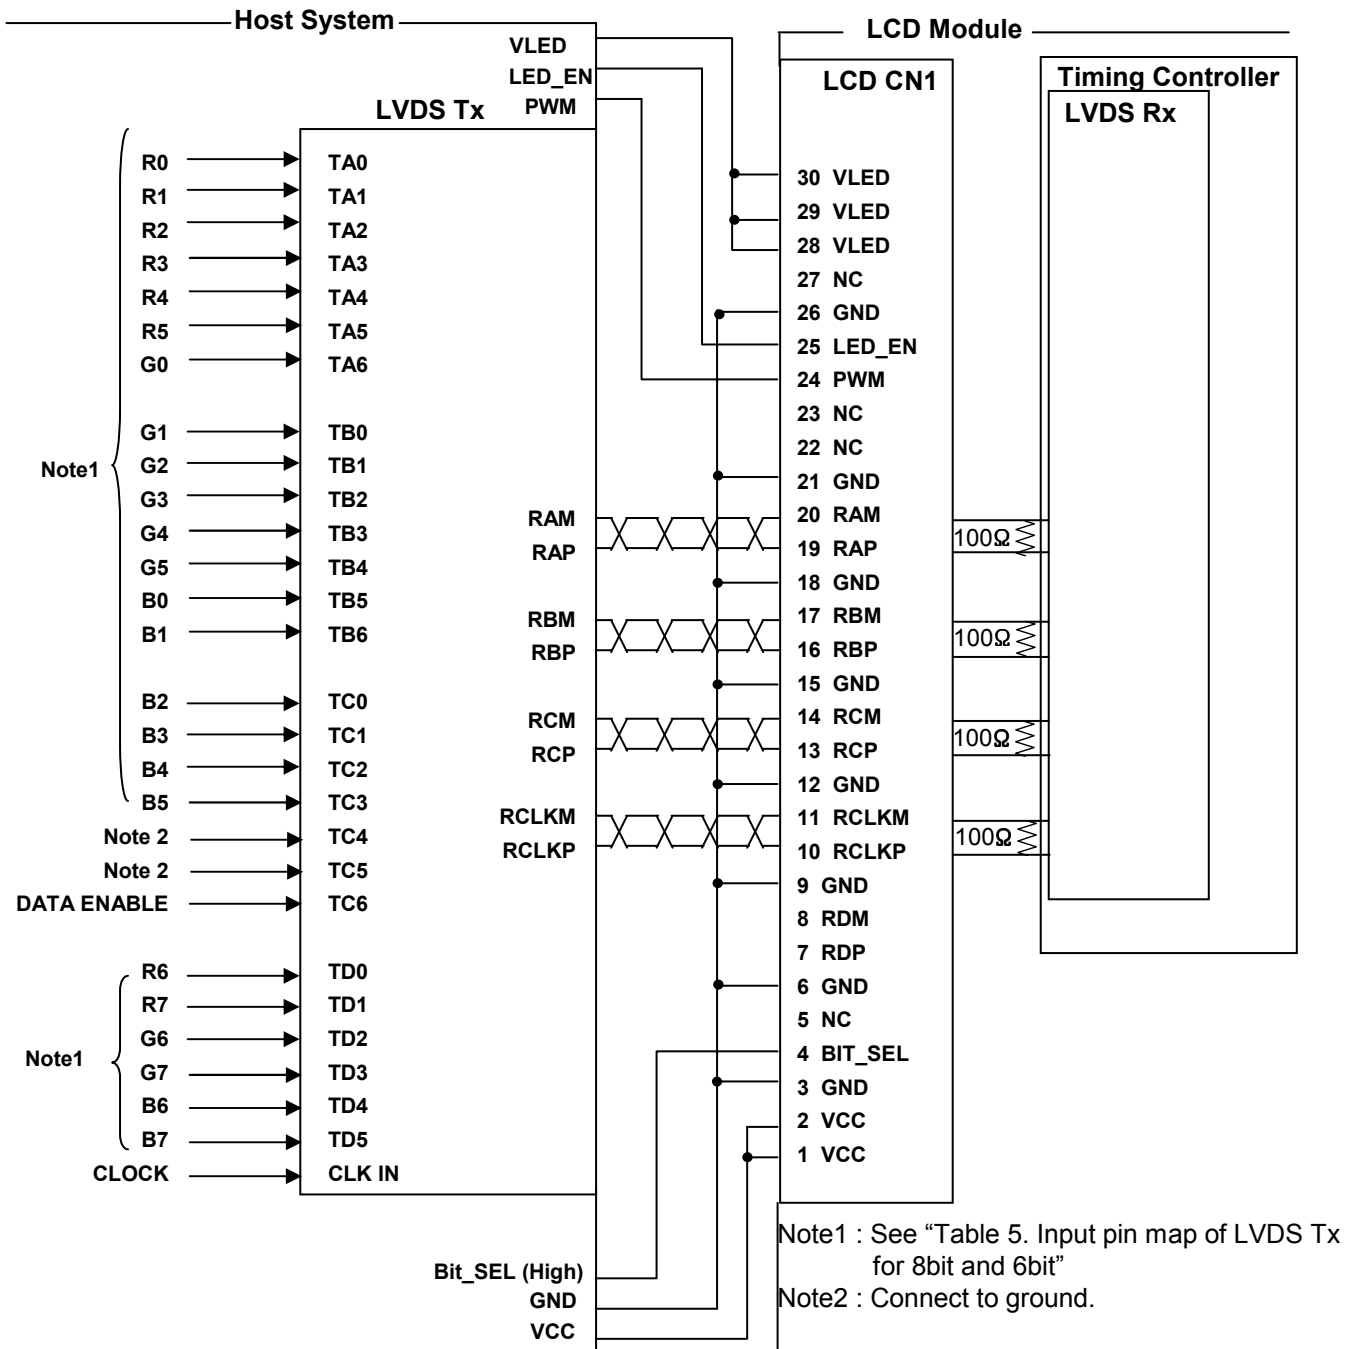 Host System
LCD Module
VLED
LED_EN
PWM
LVDS Tx
LCD CN1
Timing Controller
LVDS Rx
R0 TA0
R1 TA1
R2 TA2
R3 TA3
R4 TA4
R5 TA5
G0 TA6
G1 TB0
G2 TB1
G3 TB2
G4 TB3
G5 TB4
B0 TB5
B1 TB6
B2 TC0
B3 TC1
B4 TC2
B5 TC3
Note 2 TC4
Note 2 TC5
DATA ENABLE TC6
R6 TD0
R7 TD1
G6 TD2
G7 TD3
B6 TD4
B7 TD5
CLOCK CLK IN
Note1
Note1
RAM
RAP
RBM
RBP
RCM
RCP
RCLKM
RCLKP
Bit_SEL (High)
GND
VCC
30 VLED
29 VLED
28 VLED
27 NC
26 GND
25 LED_EN
24 PWM
23 NC
22 NC
21 GND
20 RAM
19 RAP
18 GND
17 RBM
16 RBP
15 GND
14 RCM
13 RCP
12 GND
11 RCLKM
10 RCLKP
9 GND
8 RDM
7 RDP
6 GND
5 NC
4 BIT_SEL
3 GND
2 VCC
1 VCC
100Ω
100Ω
100Ω
100Ω
Note1 : See “Table 5. Input pin map of LVDS Tx
for 8bit and 6bit”
Note2 : Connect to ground.